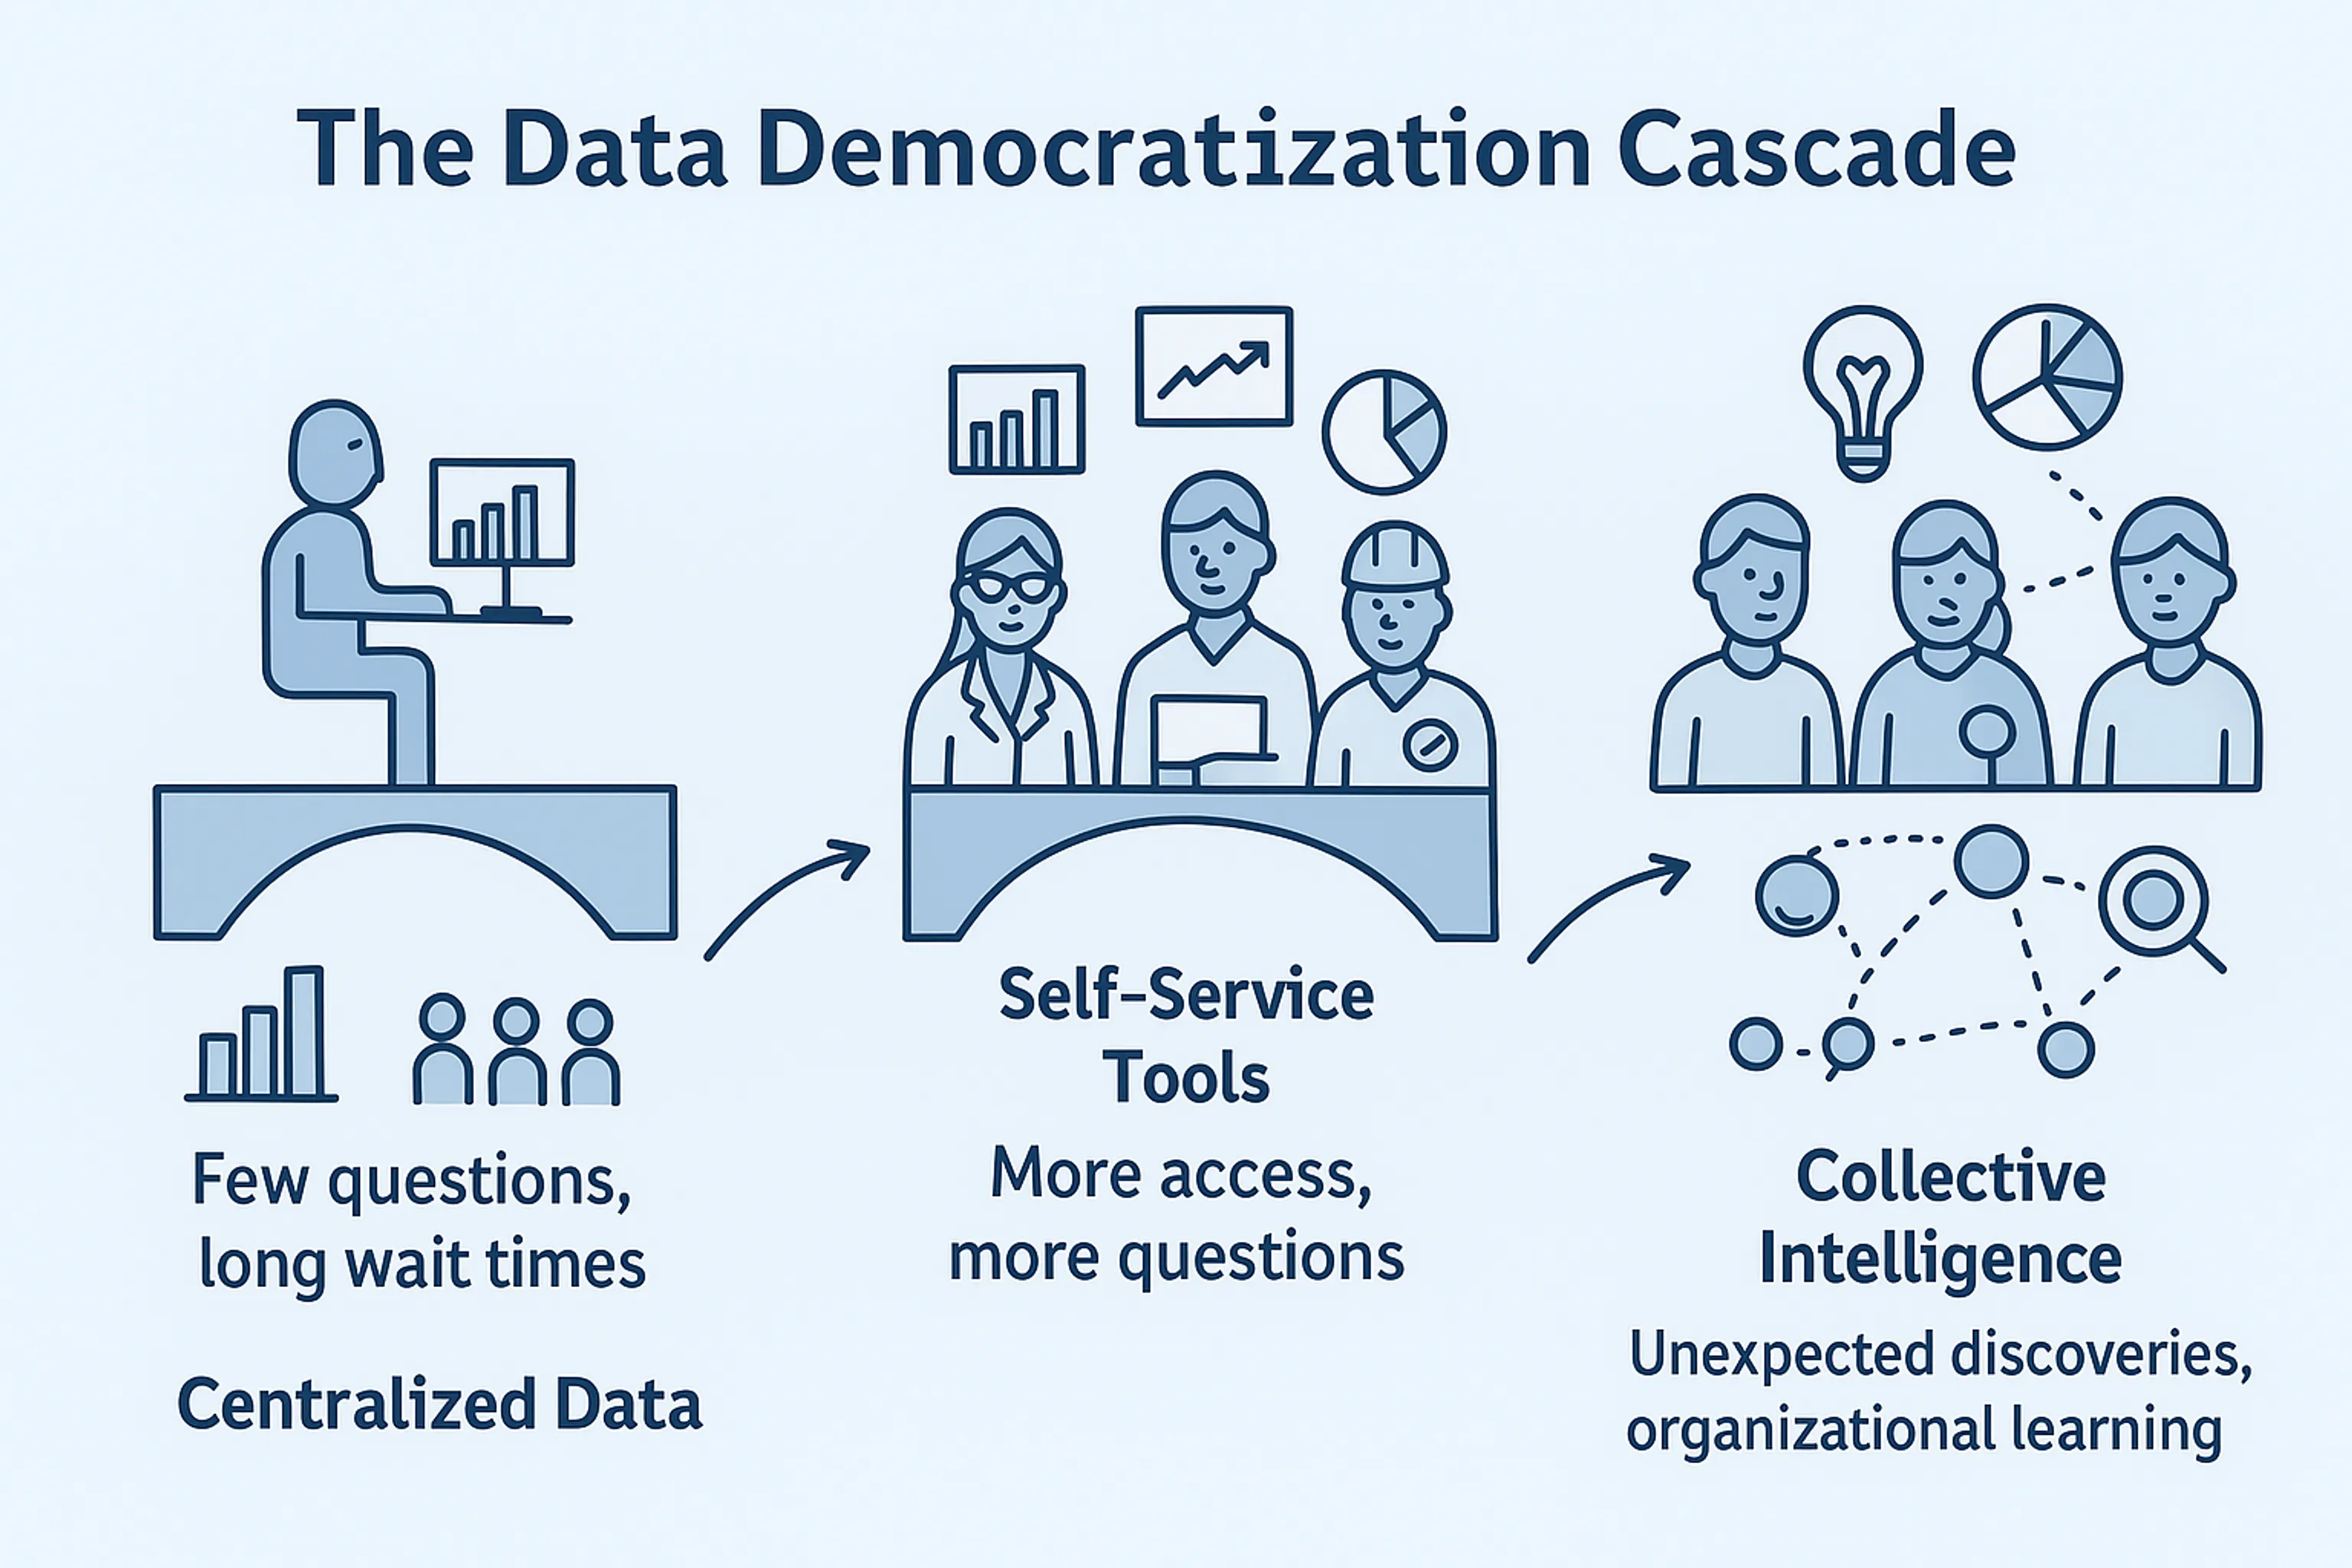 The Data Democratization Cascade
Few questions,
long wait times
Centralized Data
Self-Service
Tools
More access,
more questions
Collective
Intelligence
Unexpected discoveries,
organizational learning